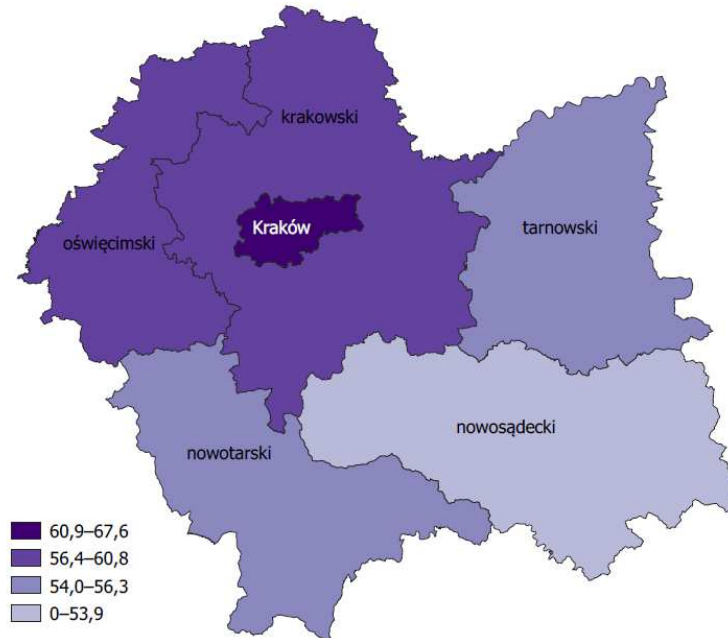 krakowski
Kraków
tarnowski
oświęcimski
nowosądecki
nowotarski
60,9–67,6
56,4–60,8
54,0–56,3
0–53,9